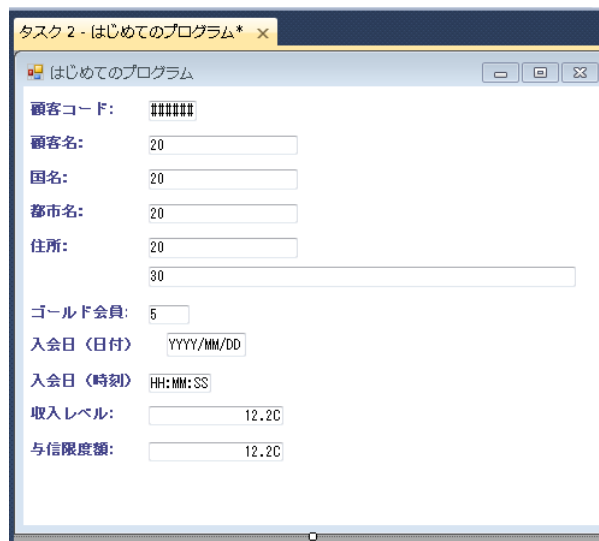 タスク 2 - はじめてのプログラム*
はじめてのプログラム
顧客コード: ######
顧客名: 20
国名: 20
都市名: 20
住所: 20
30
ゴールド会員: 5
入会日（日付） YYYY/MM/DD
入会日（時刻） HH:MM:SS
収入レベル: 12.2C
与信限度額: 12.2C